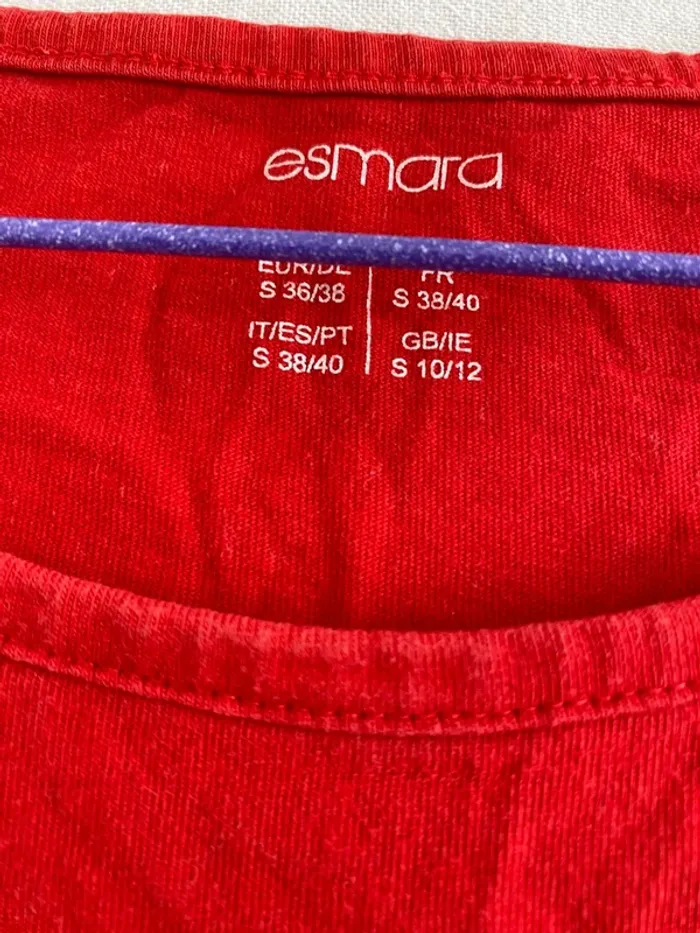 esmara
EUR/DE
FR
S 36/38
S 38/40
IT/ES/PT
GB/IE
S 38/40
S 10/12